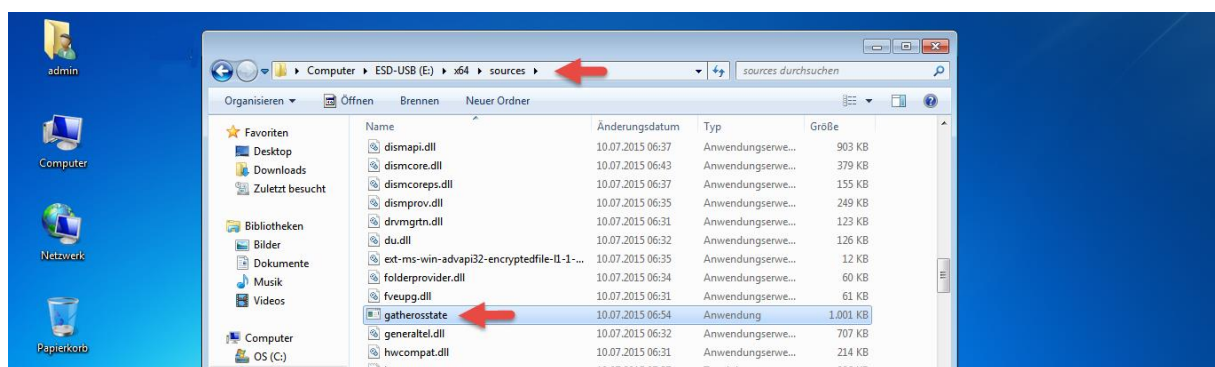 admin
Computer
Netzwerk
Papierkorb
Computer ESD-USB (E:) x64 sources
sources durchsuchen
Organisieren Öffnen Brennen Neuer Ordner
Favoriten
Desktop
Downloads
Zuletzt besucht
Bibliotheken
Bilder
Dokumente
Musik
Videos
Computer
OS (C:)
Name Änderungsdatum Typ Größe
dismapi.dll 10.07.2015 06:37 Anwendungserwe... 903 KB
dismcore.dll 10.07.2015 06:43 Anwendungserwe... 379 KB
dismcoreps.dll 10.07.2015 06:37 Anwendungserwe... 155 KB
dismprov.dll 10.07.2015 06:35 Anwendungserwe... 249 KB
drvmgrtn.dll 10.07.2015 06:31 Anwendungserwe... 123 KB
du.dll 10.07.2015 06:32 Anwendungserwe... 126 KB
ext-ms-win-advapi32-encryptedfile-l1-1-... 10.07.2015 06:35 Anwendungserwe... 12 KB
folderprovider.dll 10.07.2015 06:34 Anwendungserwe... 60 KB
fveupg.dll 10.07.2015 06:31 Anwendungserwe... 61 KB
gatherosstate 10.07.2015 06:54 Anwendung 1.001 KB
generaltel.dll 10.07.2015 06:32 Anwendungserwe... 707 KB
hwcompat.dll 10.07.2015 06:31 Anwendungserwe... 214 KB